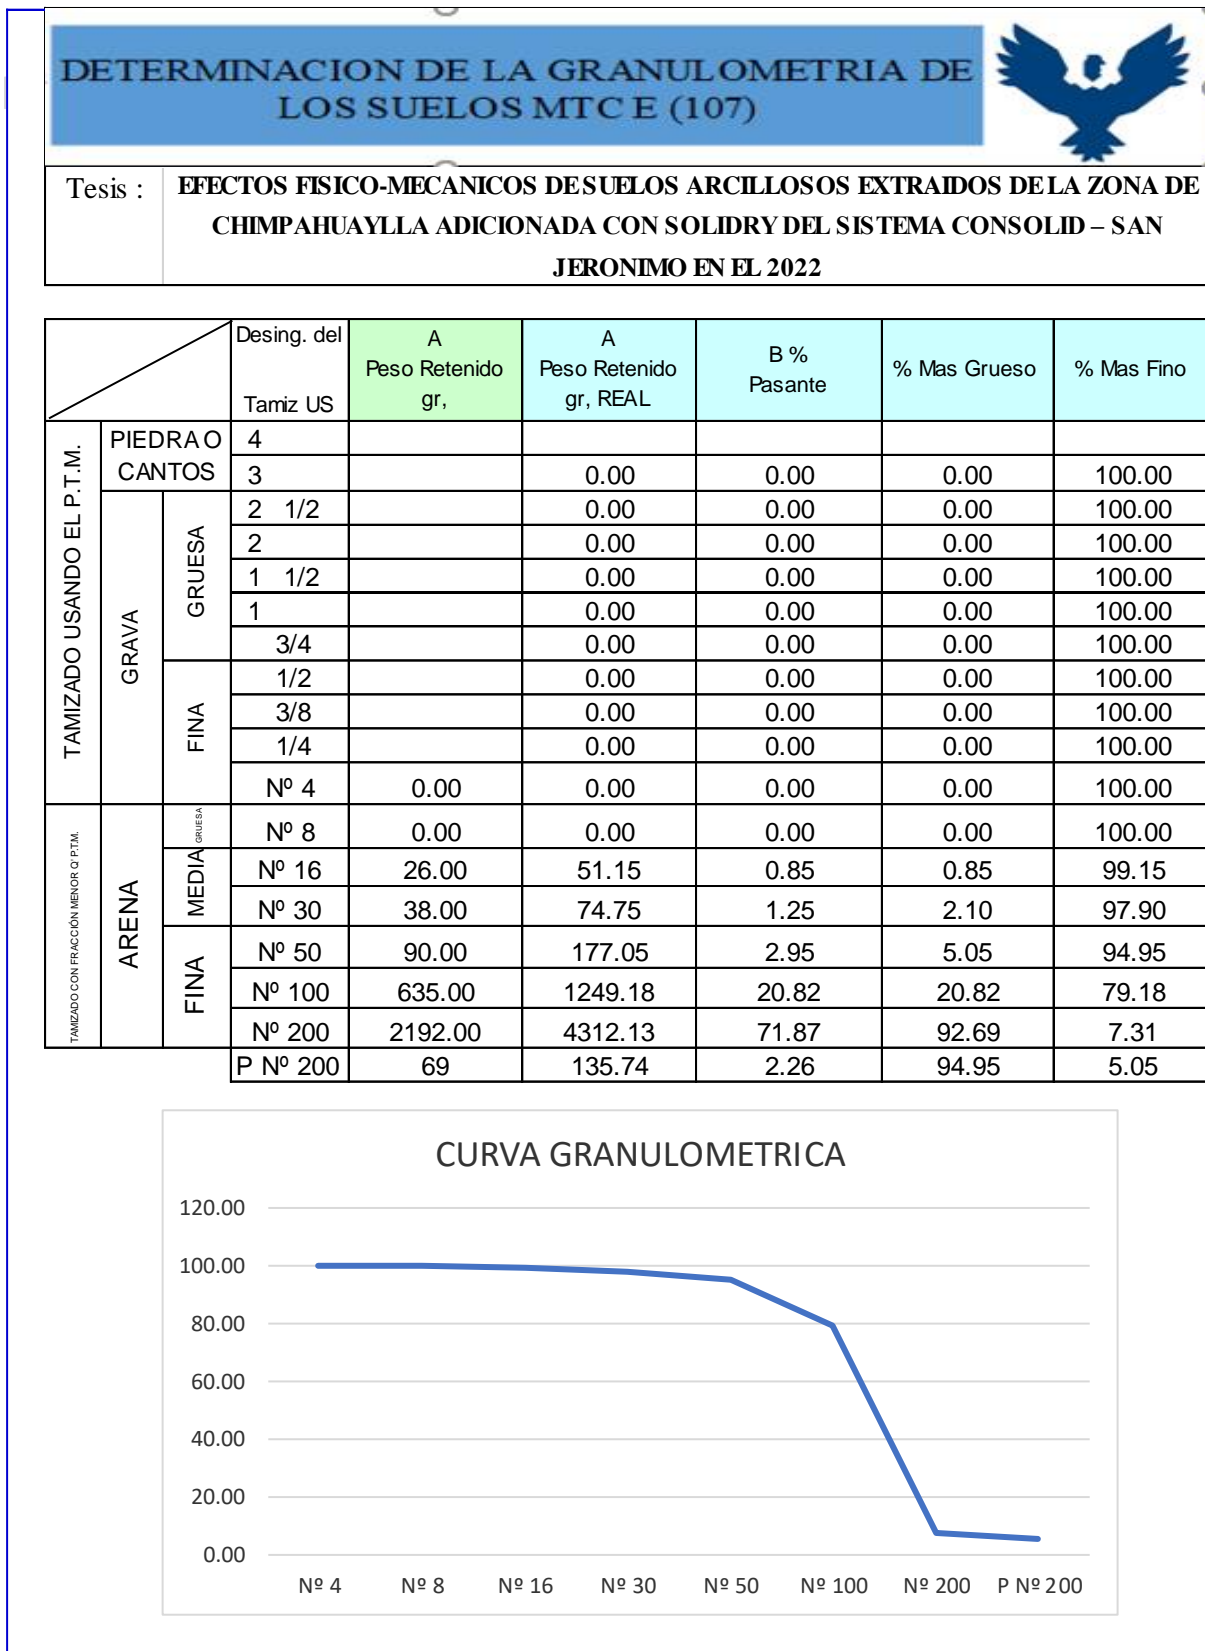 DETERMINACION DE LA GRANULOMETRIA DE
LOS SUELOS MTC E (107)
Tesis :
EFECTOS FISICO-MECANICOS DE SUELOS ARCILLOSOS EXTRAIDOS DE LA ZONA DE
CHIMPAHUAYLLA ADICIONADA CON SOLIDRY DEL SISTEMA CONSOLID – SAN
JERONIMO EN EL 2022
Desing. del Tamiz US | A Peso Retenido gr, | A Peso Retenido gr, REAL | B % Pasante | % Mas Grueso | % Mas Fino
TAMIZADO USANDO EL P.T.M.
PIEDRA O CANTOS
4
3 0.00 0.00 0.00 100.00
GRAVA
GRUESA
2 1/2 0.00 0.00 0.00 100.00
2 0.00 0.00 0.00 100.00
1 1/2 0.00 0.00 0.00 100.00
1 0.00 0.00 0.00 100.00
3/4 0.00 0.00 0.00 100.00
FINA
1/2 0.00 0.00 0.00 100.00
3/8 0.00 0.00 0.00 100.00
1/4 0.00 0.00 0.00 100.00
Nº 4 0.00 0.00 0.00 0.00 100.00
TAMIZADO CON FRACCIÓN MENOR Q' P.T.M.
ARENA
GRUESA
Nº 8 0.00 0.00 0.00 0.00 100.00
MEDIA
Nº 16 26.00 51.15 0.85 0.85 99.15
Nº 30 38.00 74.75 1.25 2.10 97.90
FINA
Nº 50 90.00 177.05 2.95 5.05 94.95
Nº 100 635.00 1249.18 20.82 20.82 79.18
Nº 200 2192.00 4312.13 71.87 92.69 7.31
P Nº 200 69 135.74 2.26 94.95 5.05
CURVA GRANULOMETRICA
120.00
100.00
80.00
60.00
40.00
20.00
0.00
Nº 4 Nº 8 Nº 16 Nº 30 Nº 50 Nº 100 Nº 200 P Nº 200